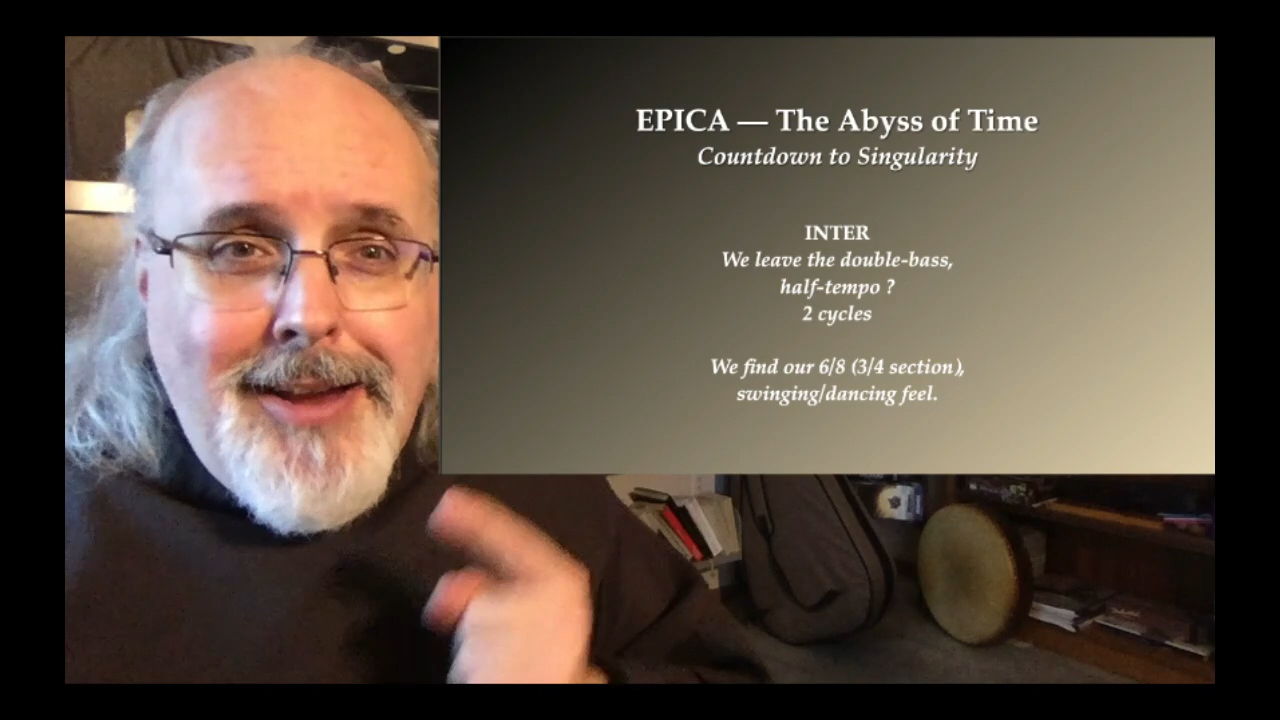 EPICA — The Abyss of Time
Countdown to Singularity
INTER
We leave the double-bass,
half-tempo ?
2 cycles
We find our 6/8 (3/4 section),
swinging/dancing feel.